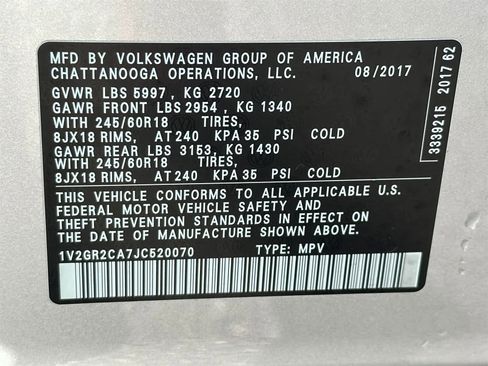 MFD BY VOLKSWAGEN GROUP OF AMERICA
CHATTANOOGA OPERATIONS, LLC. 08/2017
GVWR LBS 5997 , KG 2720
GAWR FRONT LBS 2954 , KG 1340
WITH 245/60R18 TIRES,
8JX18 RIMS, AT 240 KPA 35 PSI COLD
GAWR REAR LBS 3153, KG 1430
WITH 245/60R18 TIRES,
8JX18 RIMS, AT 240 KPA 35 PSI COLD
THIS VEHICLE CONFORMS TO ALL APPLICABLE U.S.
FEDERAL MOTOR VEHICLE SAFETY AND
THEFT PREVENTION STANDARDS IN EFFECT ON THE
DATE OF MANUFACTURE SHOWN ABOVE.
1V2GR2CA7JC520070 TYPE: MPV
3339215 2017 62